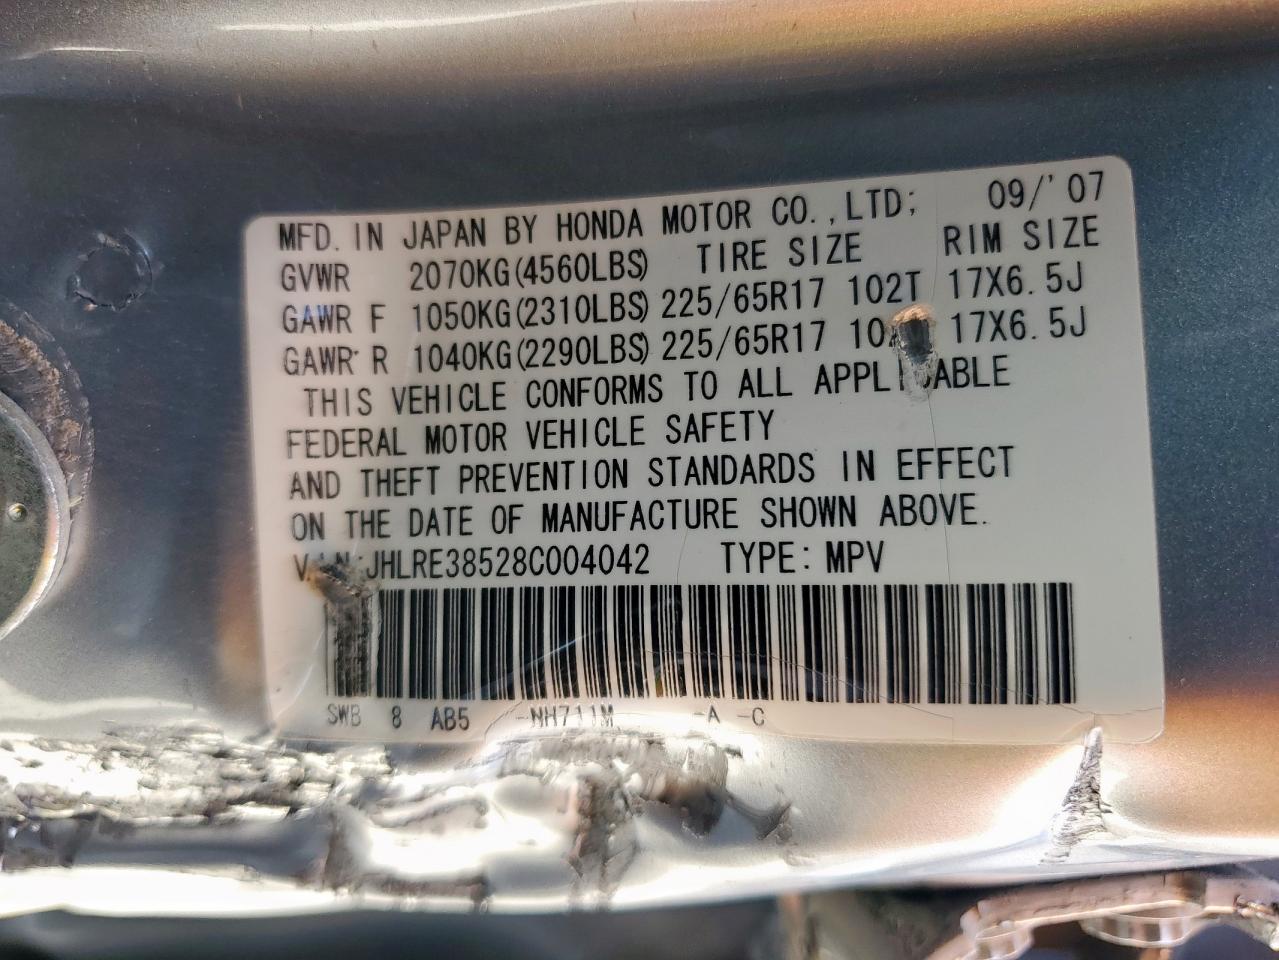 MFD. IN JAPAN BY HONDA MOTOR CO., LTD; 09/'07
GVWR 2070KG(4560LBS) TIRE SIZE RIM SIZE
GAWR F 1050KG(2310LBS) 225/65R17 102T 17X6.5J
GAWR R 1040KG(2290LBS) 225/65R17 17X6.5J
THIS VEHICLE CONFORMS TO ALL APPLICABLE
FEDERAL MOTOR VEHICLE SAFETY
AND THEFT PREVENTION STANDARDS IN EFFECT
ON THE DATE OF MANUFACTURE SHOWN ABOVE.
V.I.N:JHLRE38528C004042 TYPE: MPV
SWB 8 AB5 -NH711M -A -C